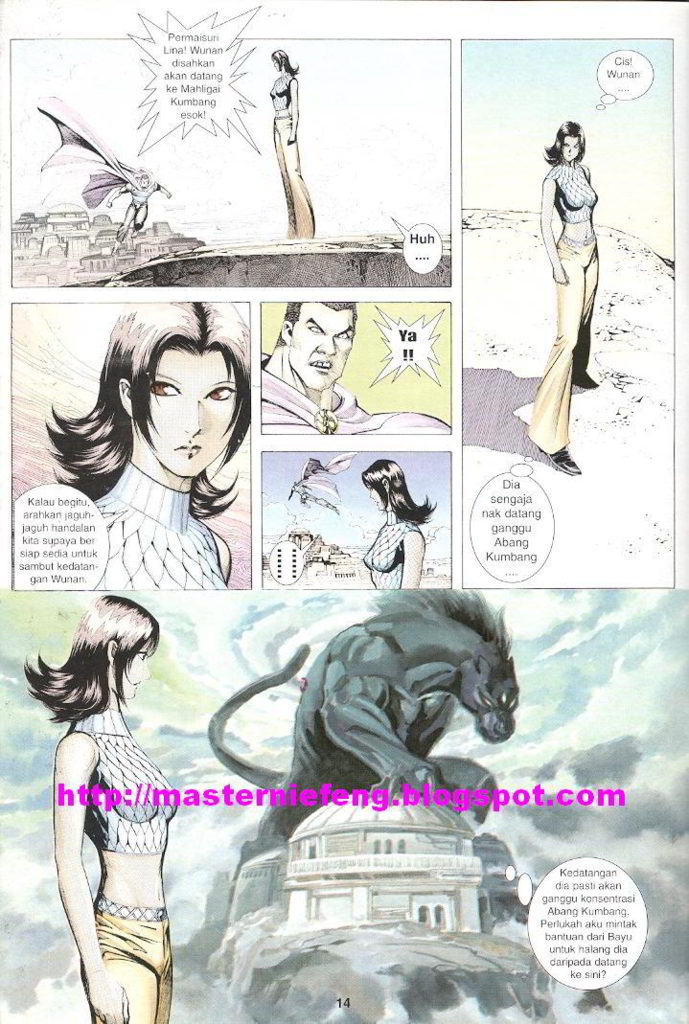 Permaisuri
Lina! Wunan
disahkan
akan datang
ke Mahligai
Kumbang
esok!
Huh
....
Cis!
Wunan
....
Dia
sengaja
nak datang
ganggu
Abang
Kumbang
....
Kalau begitu,
arahkan jaguh-
jaguh handalan
kita supaya ber
siap sedia untuk
sambut kedatan-
gan Wunan.
Ya
!!
!!!!
http://masterniefeng.blogspot.com
Kedatangan
dia pasti akan
ganggu konsentrasi
Abang Kumbang.
Perlukah aku mintak
bantuan dari Bayu
untuk halang dia
daripada datang
ke sini?
14